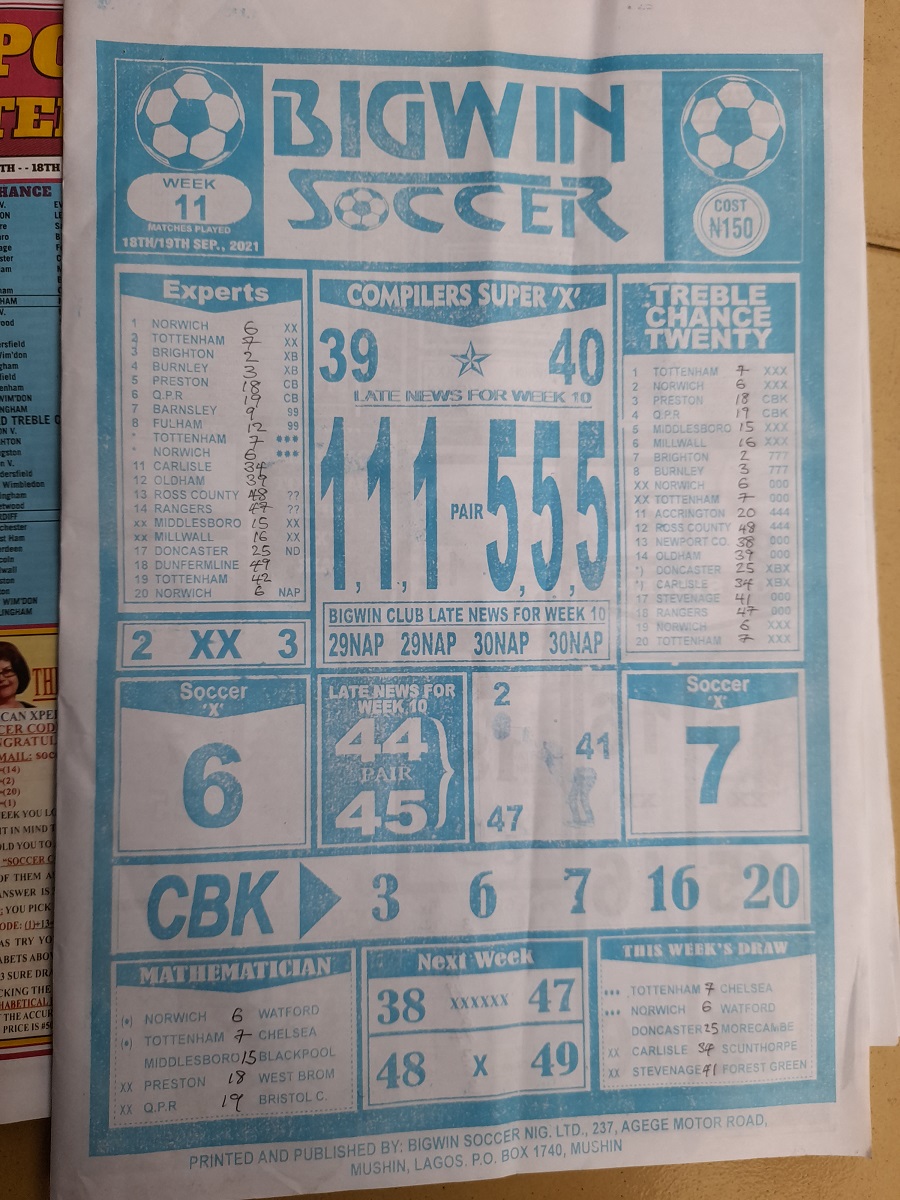 BIGWIN
SOCCER
WEEK
11
MATCHES PLAYED
18TH/19TH SEP., 2021
COST
N150
Experts
1 NORWICH 6 XX
2 TOTTENHAM 7 XX
3 BRIGHTON 2 XB
4 BURNLEY 3 XB
5 PRESTON 18 CB
6 Q.P.R 19 CB
7 BARNSLEY 9 99
8 FULHAM 12 99
* TOTTENHAM 7 ***
* NORWICH 6 ***
11 CARLISLE 34
12 OLDHAM 39
13 ROSS COUNTY 48 ??
14 RANGERS 47 ??
xx MIDDLESBORO 15 XX
xx MILLWALL 16 XX
17 DONCASTER 25 ND
18 DUNFERMLINE 49
19 TOTTENHAM 42
20 NORWICH 6 NAP
2 XX 3
COMPILERS SUPER 'X'
39 40
LATE NEWS FOR WEEK 10
1,1,1 PAIR 5,5,5
BIGWIN CLUB LATE NEWS FOR WEEK 10
29NAP 29NAP 30NAP 30NAP
TREBLE
CHANCE
TWENTY
1 TOTTENHAM 7 XXX
2 NORWICH 6 XXX
3 PRESTON 18 CBK
4 Q.P.R 19 CBK
5 MIDDLESBORO 15 XXX
6 MILLWALL 16 XXX
7 BRIGHTON 2 777
8 BURNLEY 3 777
XX NORWICH 6 000
XX TOTTENHAM 7 000
11 ACCRINGTON 20 444
12 ROSS COUNTY 48 444
13 NEWPORT CO. 38 000
14 OLDHAM 39 000
*) DONCASTER 25 XBX
*) CARLISLE 34 XBX
17 STEVENAGE 41 000
18 RANGERS 47 000
19 NORWICH 6 XXX
20 TOTTENHAM 7 XXX
Soccer
'X'
6
LATE NEWS FOR
WEEK 10
44
PAIR
45
2
41
47
Soccer
'X'
7
CBK 3 6 7 16 20
MATHEMATICIAN
(*) NORWICH 6 WATFORD
(*) TOTTENHAM 7 CHELSEA
MIDDLESBORO 15 BLACKPOOL
XX PRESTON 18 WEST BROM
XX Q.P.R 19 BRISTOL C.
Next Week
38 XXXXXX 47
48 X 49
THIS WEEK'S DRAW
*** TOTTENHAM 7 CHELSEA
*** NORWICH 6 WATFORD
DONCASTER 25 MORECAMBE
XX CARLISLE 34 SCUNTHORPE
XX STEVENAGE 41 FOREST GREEN
PRINTED AND PUBLISHED BY: BIGWIN SOCCER NIG. LTD., 237, AGEGE MOTOR ROAD,
MUSHIN, LAGOS. P.O. BOX 1740, MUSHIN